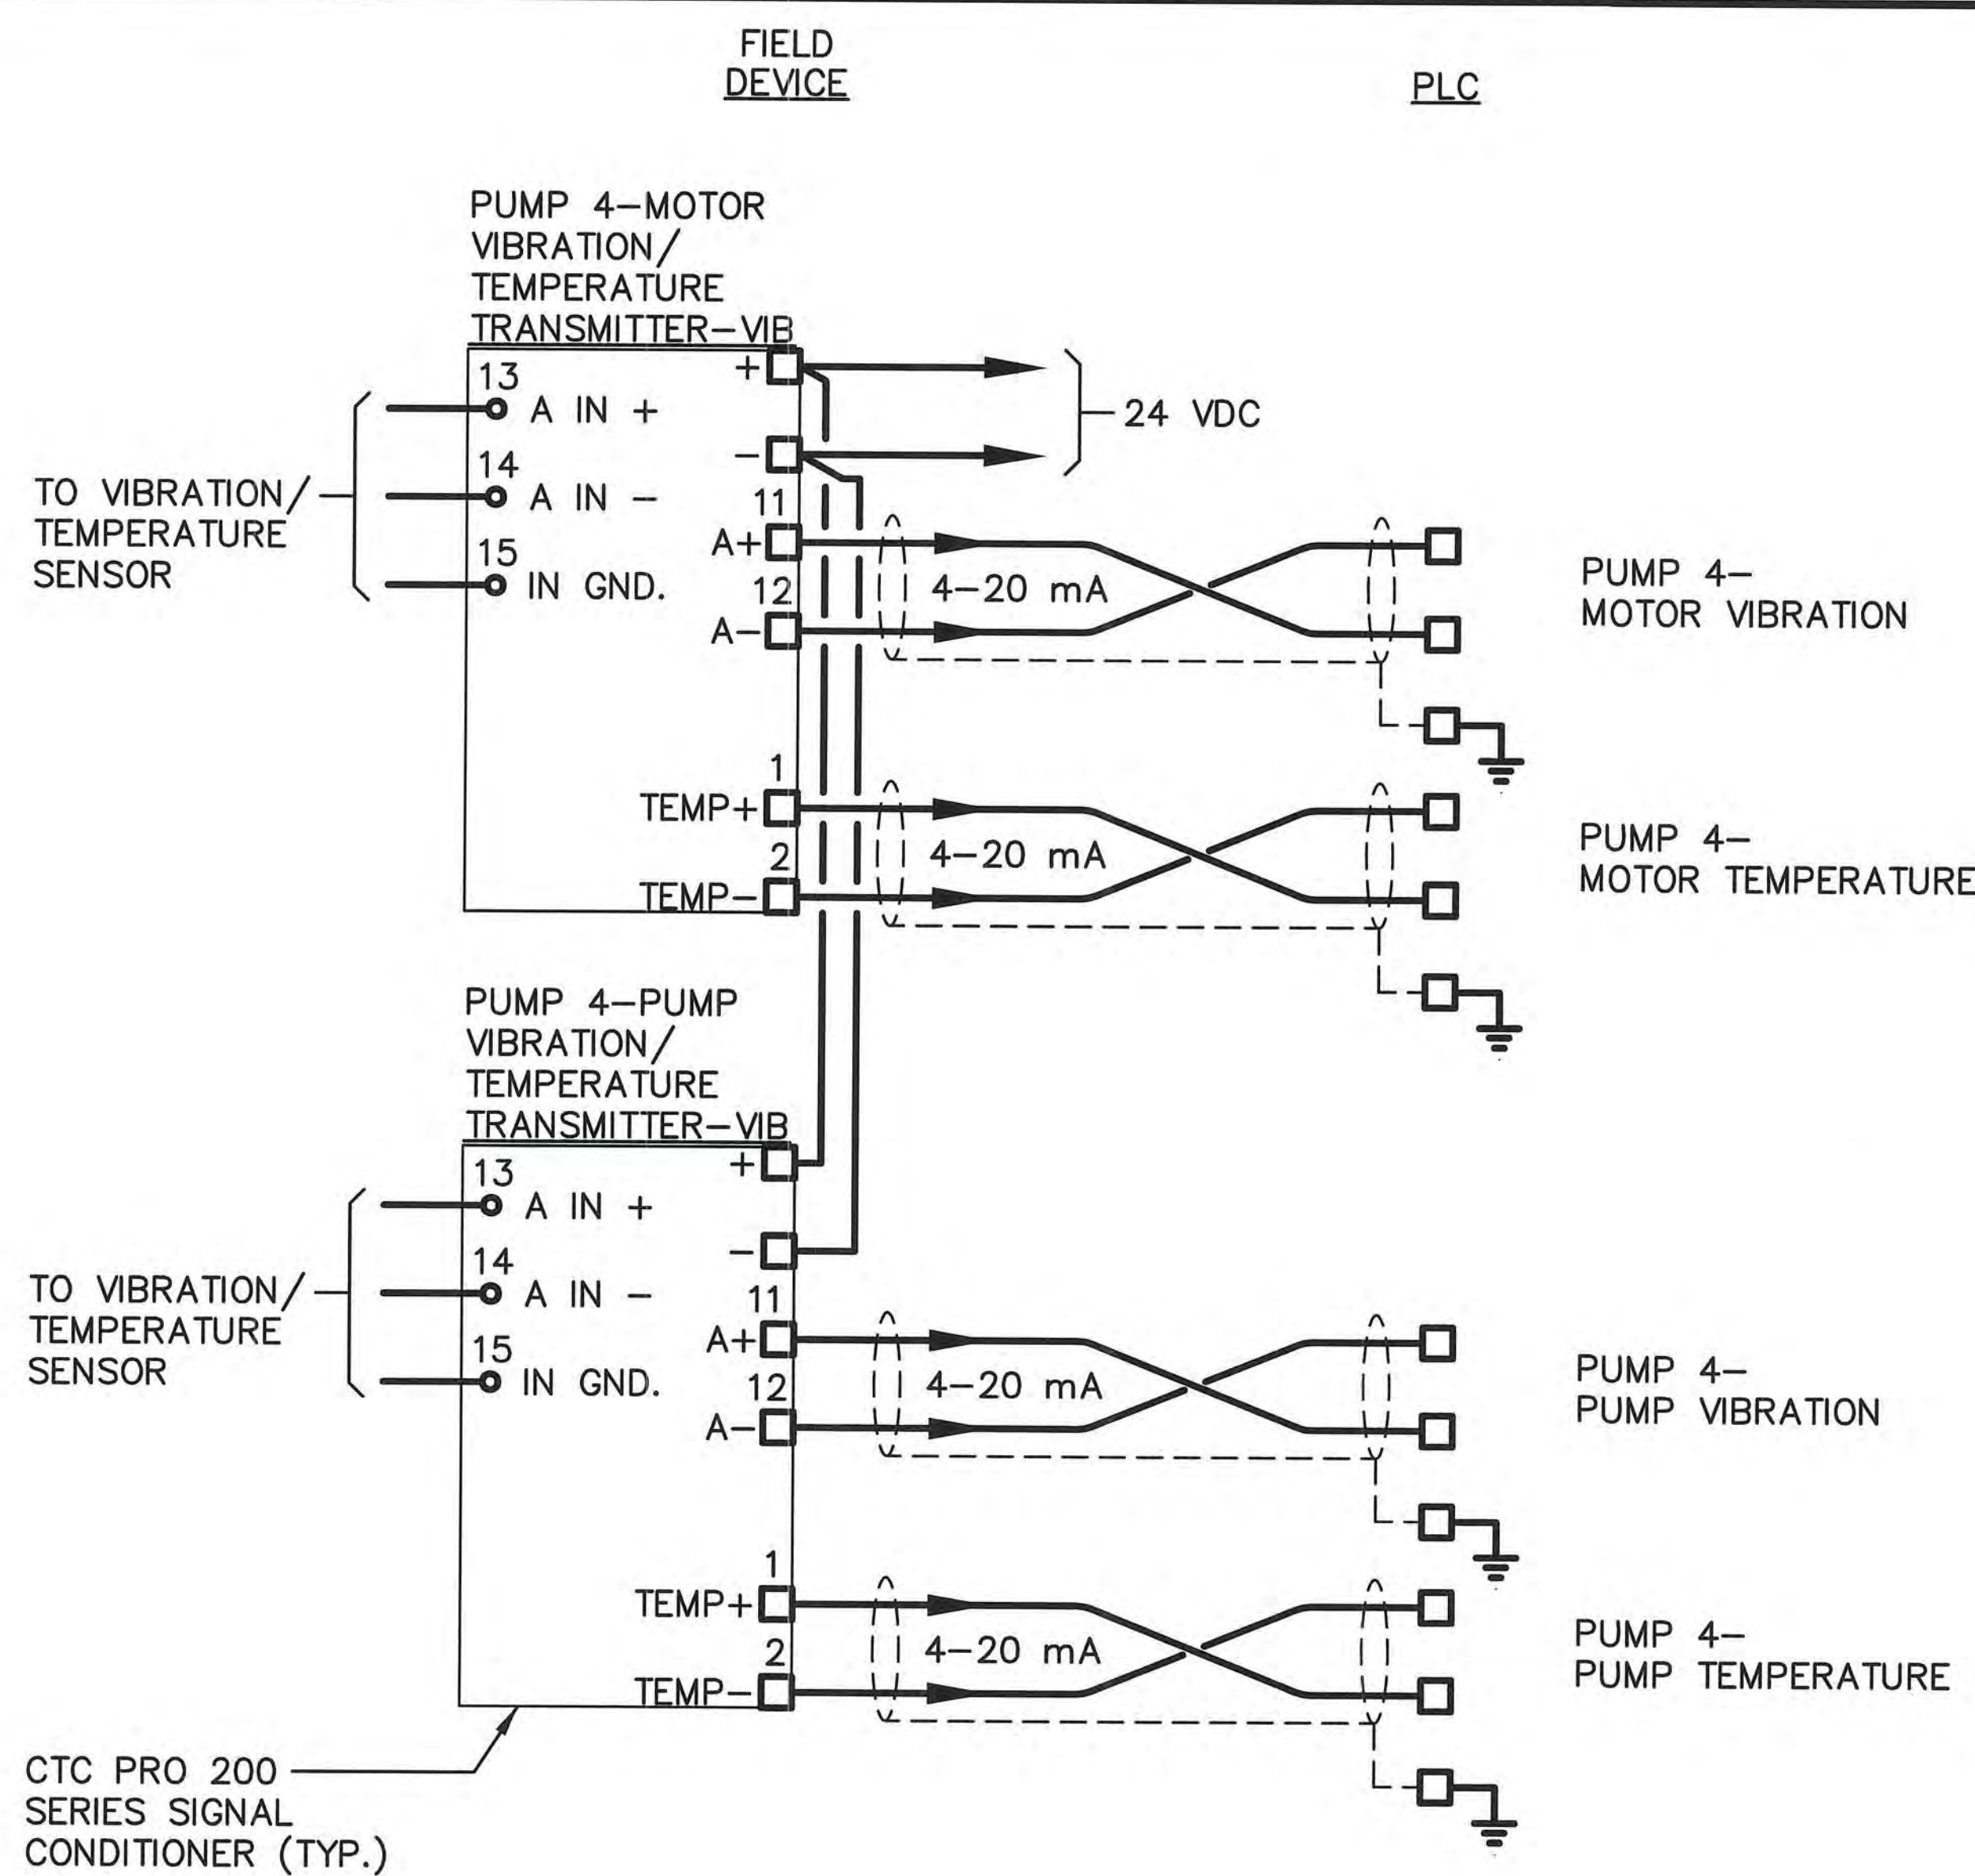 FIELD
DEVICE
PLC
PUMP 4-MOTOR
VIBRATION/
TEMPERATURE
TRANSMITTER-VIB
13
A IN +
14
A IN -
15
IN GND.
TO VIBRATION/
TEMPERATURE
SENSOR
+
-
24 VDC
11
A+
12
A-
4-20 mA
PUMP 4-
MOTOR VIBRATION
1
TEMP+
2
TEMP-
4-20 mA
PUMP 4-
MOTOR TEMPERATURE
PUMP 4-PUMP
VIBRATION/
TEMPERATURE
TRANSMITTER-VIB
13
A IN +
14
A IN -
15
IN GND.
TO VIBRATION/
TEMPERATURE
SENSOR
+
-
11
A+
12
A-
4-20 mA
PUMP 4-
PUMP VIBRATION
1
TEMP+
2
TEMP-
4-20 mA
PUMP 4-
PUMP TEMPERATURE
CTC PRO 200
SERIES SIGNAL
CONDITIONER (TYP.)